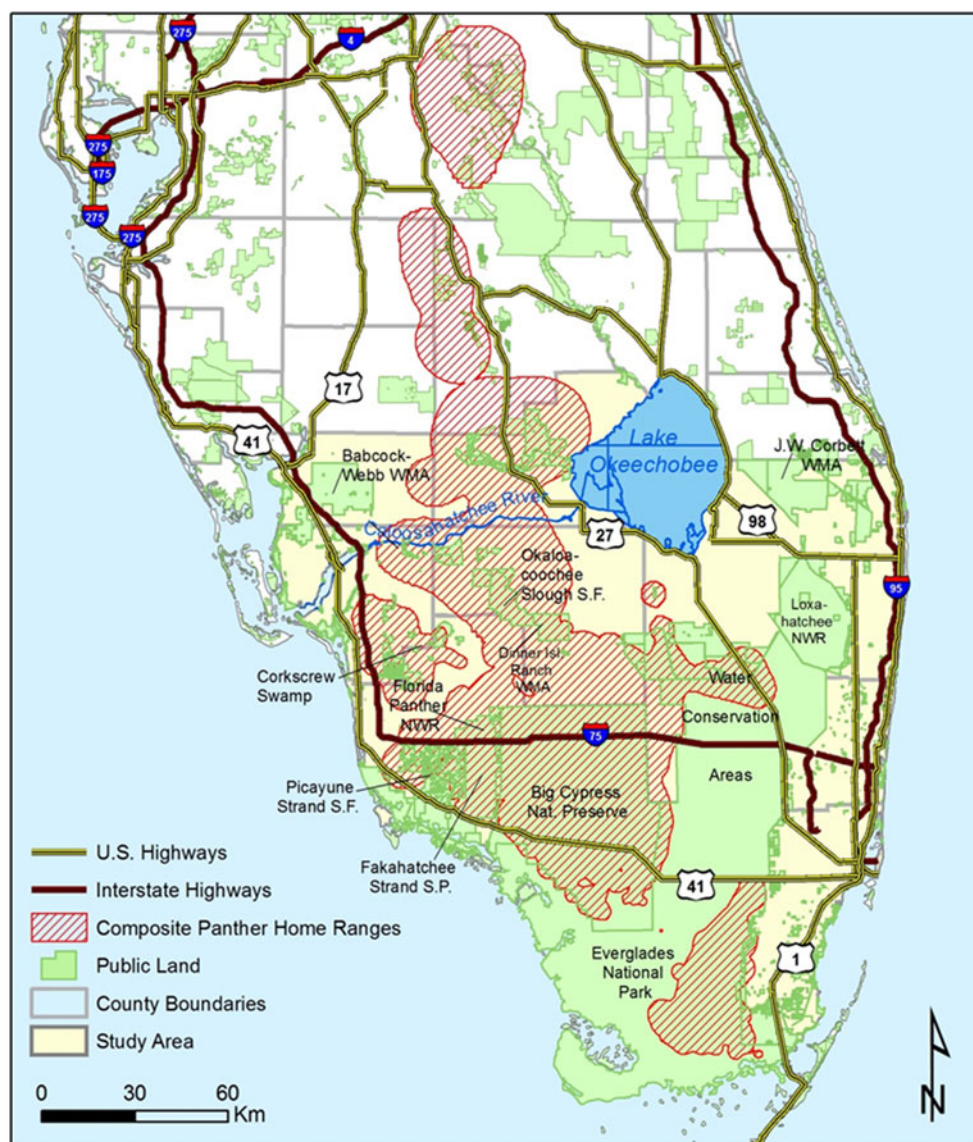 275
4
275
175
275
275
17
41
Babcock-
Webb WMA
Lake
Okeechobee
J.W. Corbett
WMA
Caloosahatchee River
27
98
Okaloa-
coochee
Slough S.F.
95
Loxa-
hatchee
NWR
Corkscrew
Swamp
Dinner Isl.
Ranch
WMA
Florida
Panther
NWR
Water
Conservation
Areas
75
Picayune
Strand S.F.
Big Cypress
Nat. Preserve
Fakahatchee
Strand S.P.
41
Everglades
National
Park
1
U.S. Highways
Interstate Highways
Composite Panther Home Ranges
Public Land
County Boundaries
Study Area
0 30 60
Km
N